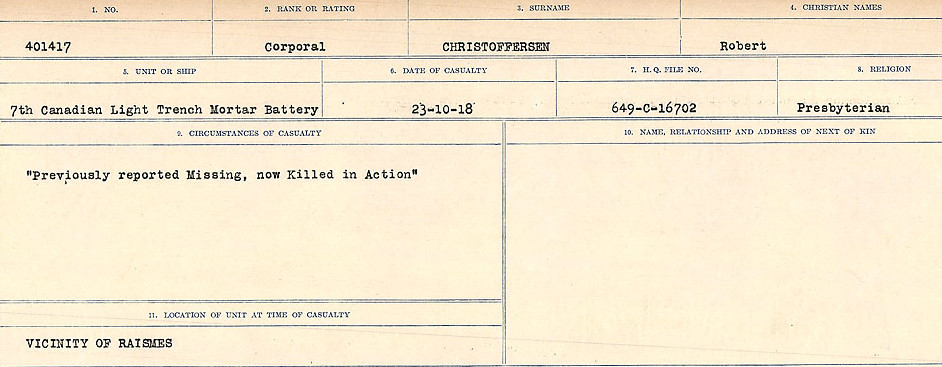 1. NO. 2. RANK OR RATING 3. SURNAME 4. CHRISTIAN NAMES
401417 Corporal CHRISTOFFERSEN Robert
5. UNIT OR SHIP 6. DATE OF CASUALTY 7. H. Q. FILE NO. 8. RELIGION
7th Canadian Light Trench Mortar Battery 23-10-18 649-C-16702 Presbyterian
9. CIRCUMSTANCES OF CASUALTY 10. NAME, RELATIONSHIP AND ADDRESS OF NEXT OF KIN
"Previously reported Missing, now Killed in Action"
11. LOCATION OF UNIT AT TIME OF CASUALTY
VICINITY OF RAISMES